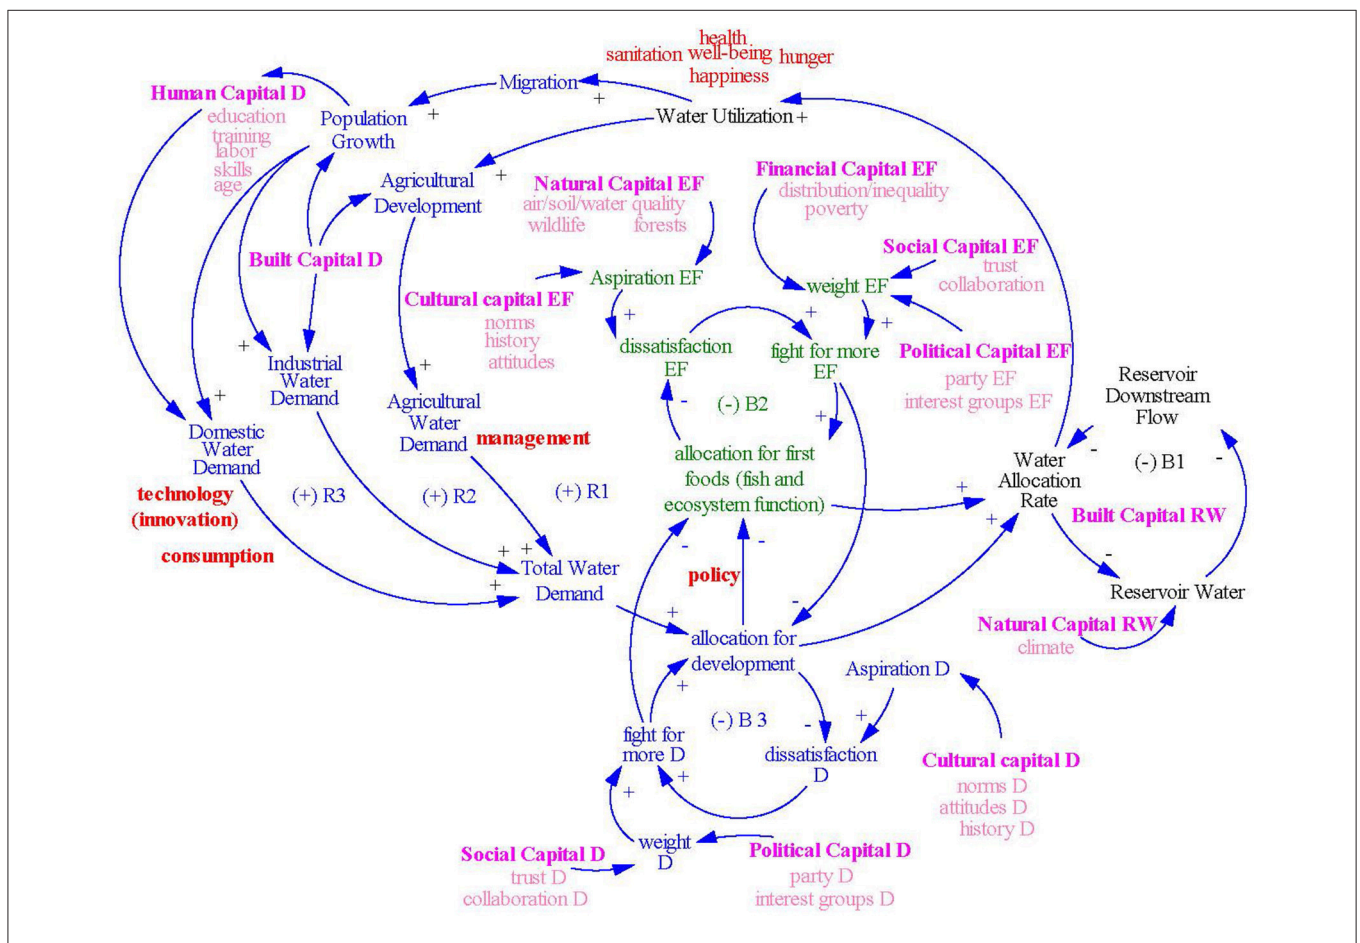 health
sanitation well-being hunger
happiness
Migration
+
Water Utilization +
Human Capital D
education
training
labor
skills
age
+
Population
Growth
Agricultural
Development
+
Natural Capital EF
air/soil/water quality
wildlife forests
Financial Capital EF
distribution/inequality
poverty
Social Capital EF
trust
collaboration
Built Capital D
Aspiration EF
Cultural capital EF
norms
history
attitudes
weight EF
+
+
+
dissatisfaction
EF
fight for more
EF
Political Capital EF
party EF
interest groups EF
+
Industrial
Water
Demand
+
Agricultural
Water
Demand
management
+
Domestic
Water
Demand
technology
(innovation)
consumption
(+) R3
(+) R2
(+) R1
-
(-) B2
+
allocation for first
foods (fish and
ecosystem function)
Reservoir
Downstream
Flow
-
(-) B1
-
Water
Allocation
Rate
+
+
Built Capital RW
-
Reservoir Water
Natural Capital RW
climate
+ +
+
Total Water
Demand
-
-
policy
-
+
allocation for
development
+
(-) B 3
-
Aspiration D
+
fight for
more D
+
dissatisfaction
D
Cultural capital D
norms D
attitudes D
history D
+
weight
D
Social Capital D
trust D
collaboration D
Political Capital D
party D
interest groups D